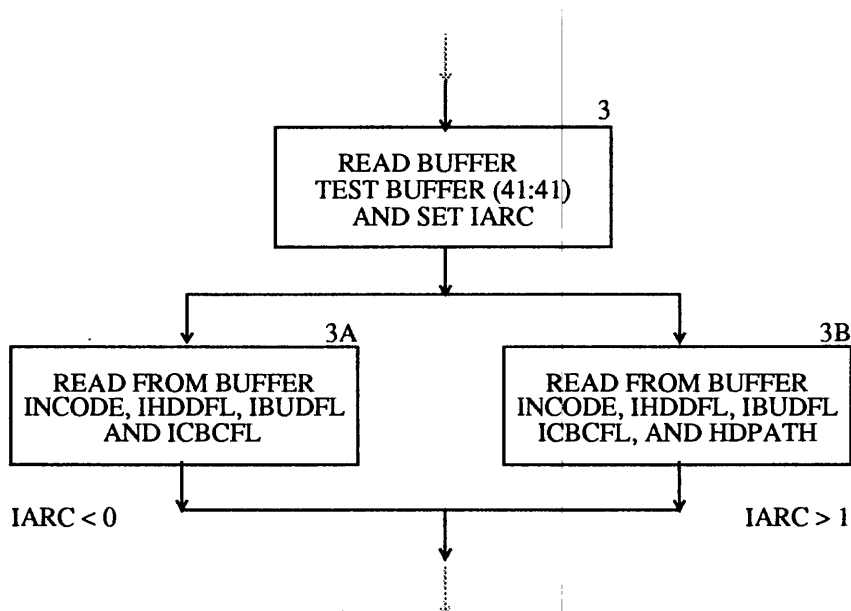 3
READ BUFFER
TEST BUFFER (41:41)
AND SET IARC
3A
READ FROM BUFFER
INCODE, IHDDFL, IBUDFL
AND ICBCFL
3B
READ FROM BUFFER
INCODE, IHDDFL, IBUDFL
ICBCFL, AND HDPATH
IARC < 0
IARC > 1